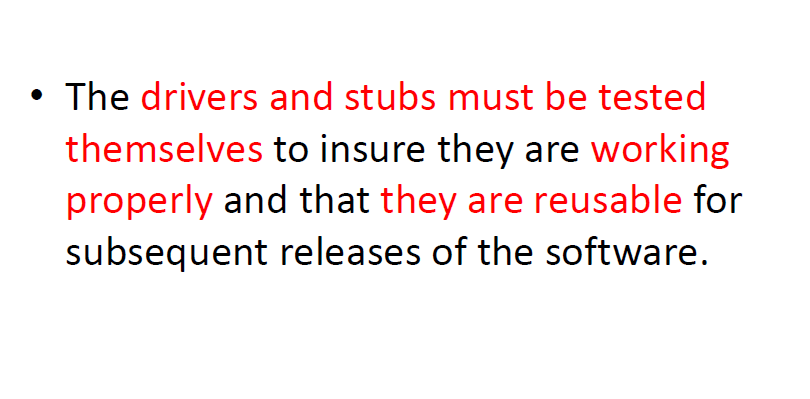 • The drivers and stubs must be tested
themselves to insure they are working
properly and that they are reusable for
subsequent releases of the software.